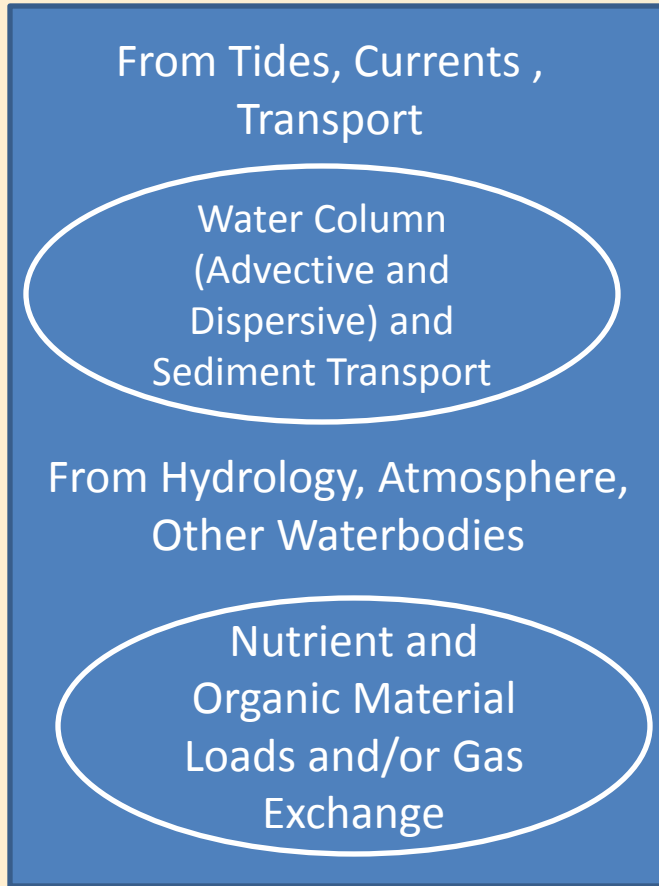 From Tides, Currents ,
Transport
Water Column
(Advective and
Dispersive) and
Sediment Transport
From Hydrology, Atmosphere,
Other Waterbodies
Nutrient and
Organic Material
Loads and/or Gas
Exchange